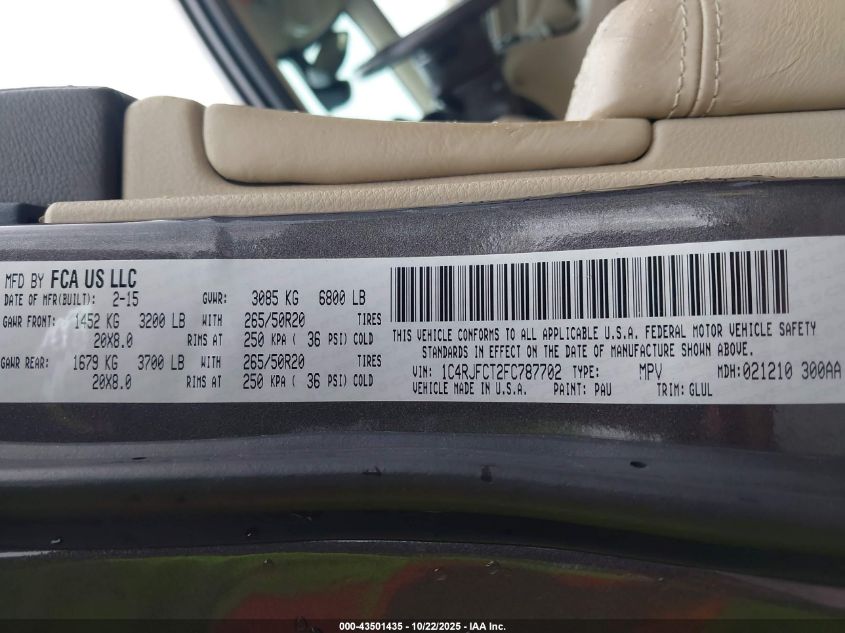 MFD BY FCA US LLC
DATE OF MFR(BUILT): 2-15 GVWR: 3085 KG 6800 LB
GAWR FRONT: 1452 KG 3200 LB WITH 265/50R20 TIRES
20X8.0 RIMS AT 250 KPA ( 36 PSI) COLD
GAWR REAR: 1679 KG 3700 LB WITH 265/50R20 TIRES
20X8.0 RIMS AT 250 KPA ( 36 PSI) COLD
THIS VEHICLE CONFORMS TO ALL APPLICABLE U.S.A. FEDERAL MOTOR VEHICLE SAFETY
STANDARDS IN EFFECT ON THE DATE OF MANUFACTURE SHOWN ABOVE.
VIN: 1C4RJFCT2FC787702 TYPE: MPV MDH: 021210 300AA
VEHICLE MADE IN U.S.A. PAINT: PAU TRIM: GLUL
000-43501435 - 10/22/2025 - IAA Inc.